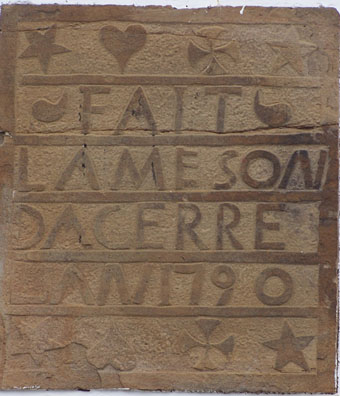 FAIT
LAMESON
DACERRE
LAN1790